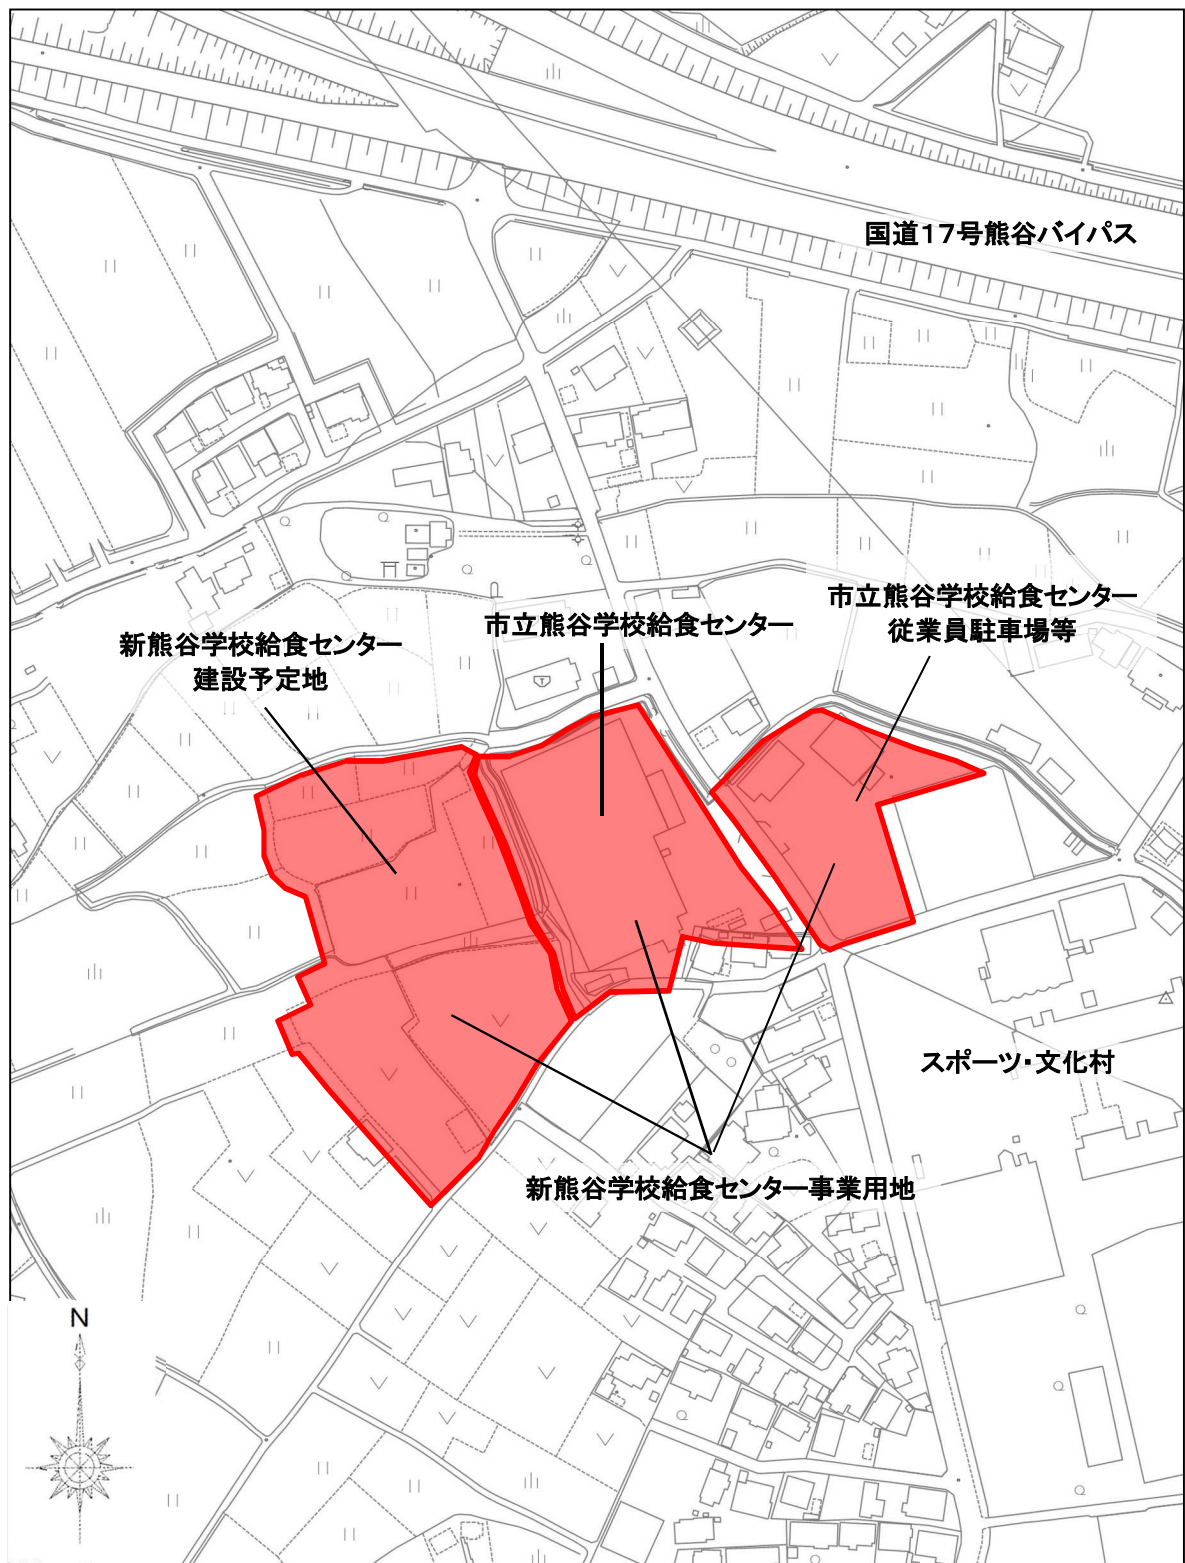 国道17号熊谷バイパス
市立熊谷学校給食センター
従業員駐車場等
市立熊谷学校給食センター
新熊谷学校給食センター
建設予定地
スポーツ・文化村
新熊谷学校給食センター事業用地
N